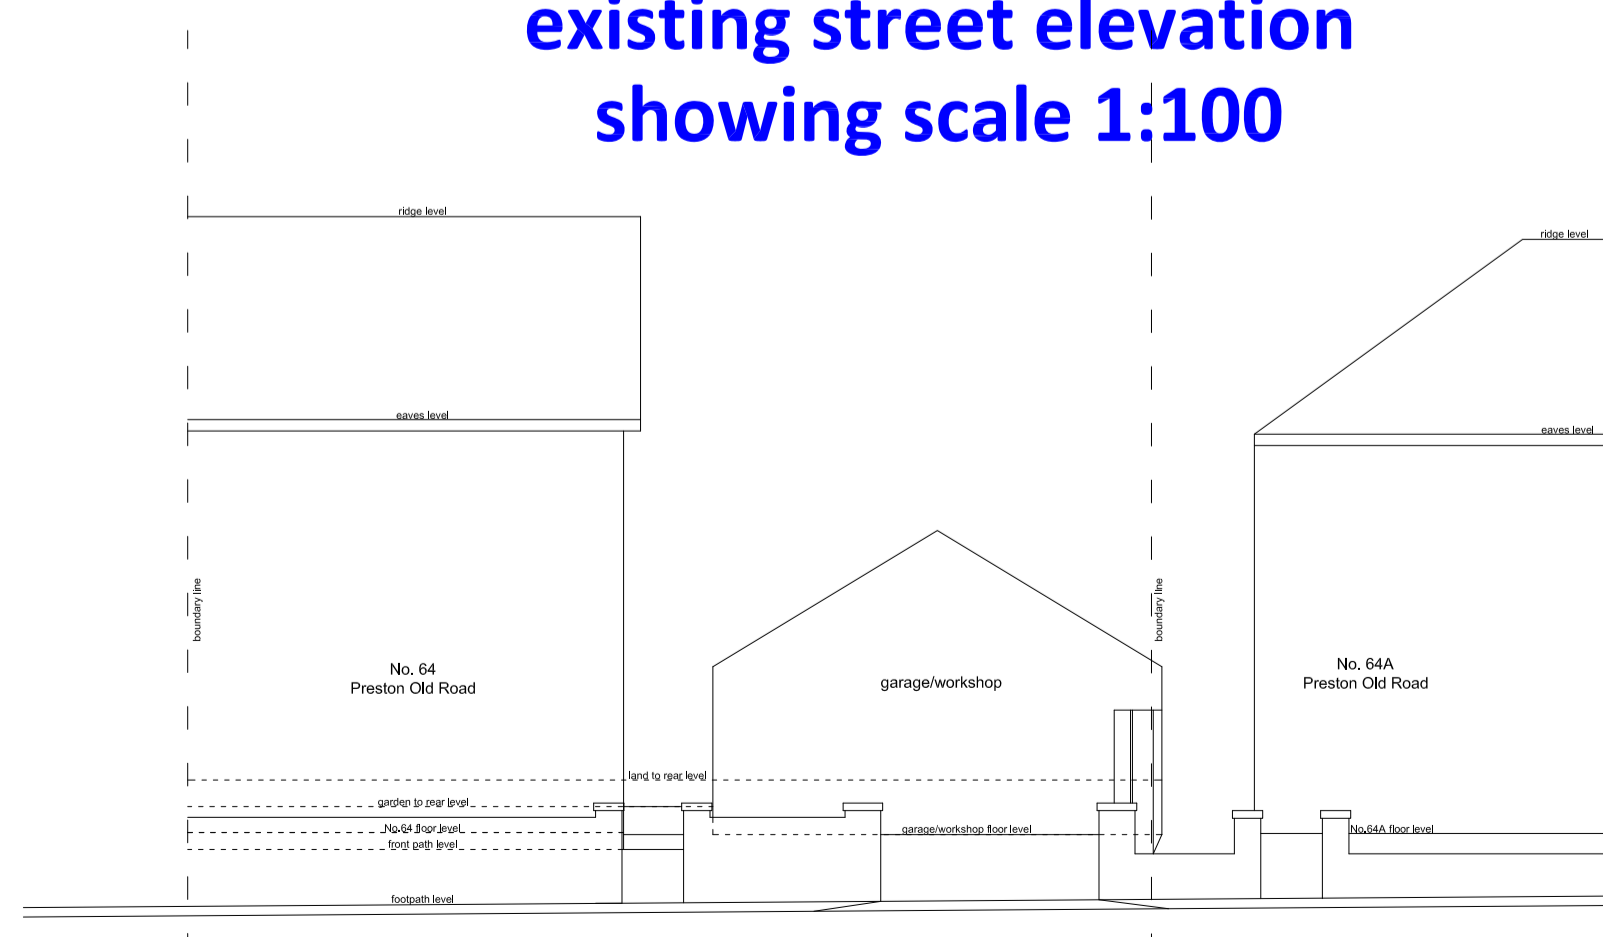 existing street elevation
showing scale 1:100
ridge level
ridge level
eaves level
eaves level
boundary line
boundary line
No. 64
Preston Old Road
garage/workshop
No. 64A
Preston Old Road
land to rear level
garden to rear level
No.64 floor level
garage/workshop floor level
No.64A floor level
front path level
footpath level